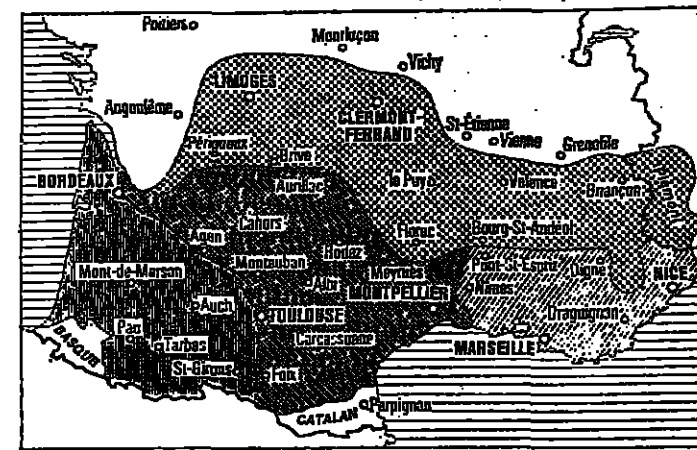 Poitiers
Montluçon
Vichy
LIMOGES
Angoulême
CLERMONT-
FERRAND
St-Étienne
Vienne
Grenoble
Périgueux
Brive
BORDEAUX
Aurillac
le Puy
Valence
Briançon
Piémont
Agen
Cahors
Florac
Bourg-St-Andéol
Rodez
Mont-de-Marsan
Montauban
Meyrueis
Pont-St-Esprit
Digne
NICE
Albi
MONTPELLIER
Nîmes
Auch
TOULOUSE
Draguignan
BASQUE
Pau
Tarbes
Carcassonne
MARSEILLE
St-Girons
Foix
CATALAN
Perpignan